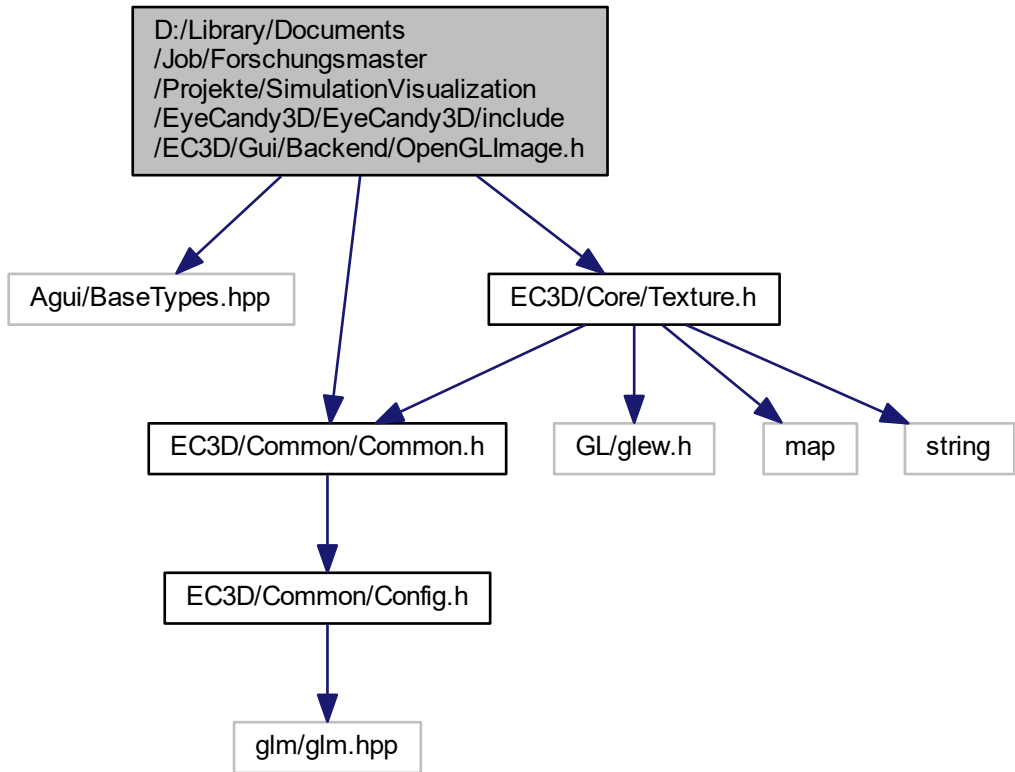 D:/Library/Documents
/Job/Forschungsmaster
/Projekte/SimulationVisualization
/EyeCandy3D/EyeCandy3D/include
/EC3D/Gui/Backend/OpenGLImage.h
Agui/BaseTypes.hpp
EC3D/Core/Texture.h
EC3D/Common/Common.h
GL/glew.h
map
string
EC3D/Common/Config.h
glm/glm.hpp